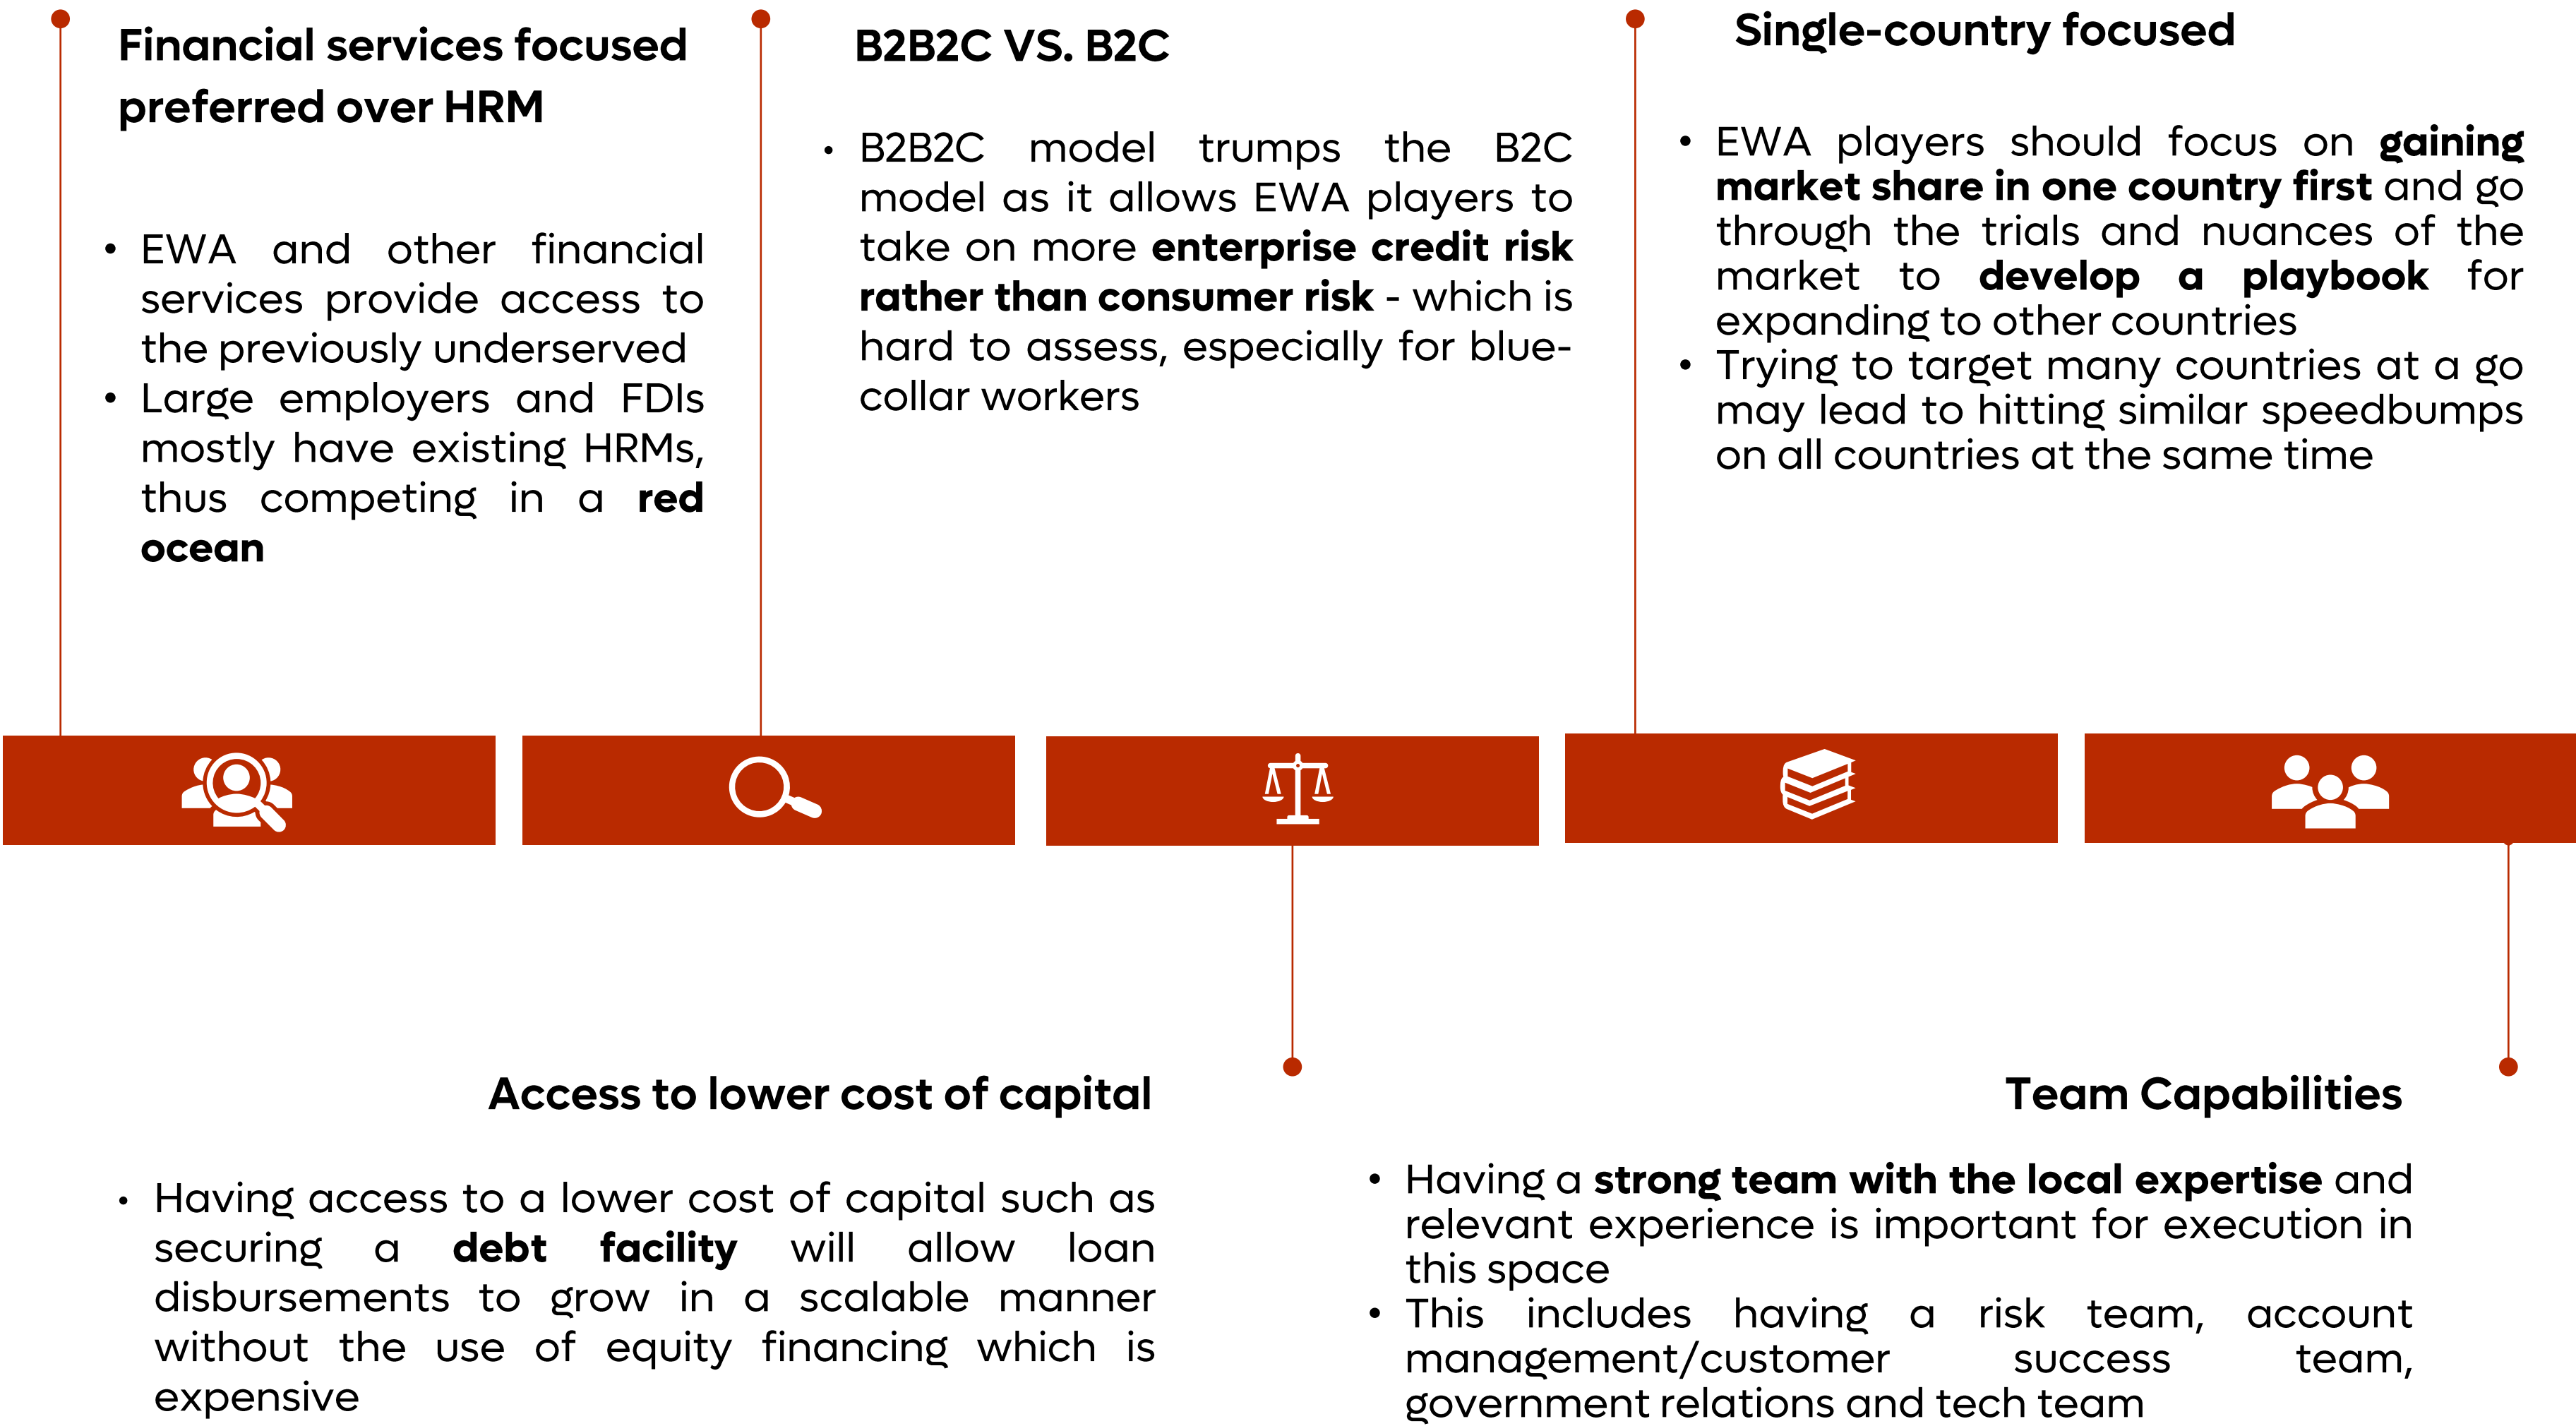 Financial services focused
preferred over HRM
• EWA and other financial
services provide access to
the previously underserved
• Large employers and FDIs
mostly have existing HRMs,
thus competing in a red
ocean
B2B2C VS. B2C
• B2B2C model trumps the B2C
model as it allows EWA players to
take on more enterprise credit risk
rather than consumer risk - which is
hard to assess, especially for blue-
collar workers
Single-country focused
• EWA players should focus on gaining
market share in one country first and go
through the trials and nuances of the
market to develop a playbook for
expanding to other countries
• Trying to target many countries at a go
may lead to hitting similar speedbumps
on all countries at the same time
Access to lower cost of capital
• Having access to a lower cost of capital such as
securing a debt facility will allow loan
disbursements to grow in a scalable manner
without the use of equity financing which is
expensive
Team Capabilities
• Having a strong team with the local expertise and
relevant experience is important for execution in
this space
• This includes having a risk team, account
management/customer success team,
government relations and tech team